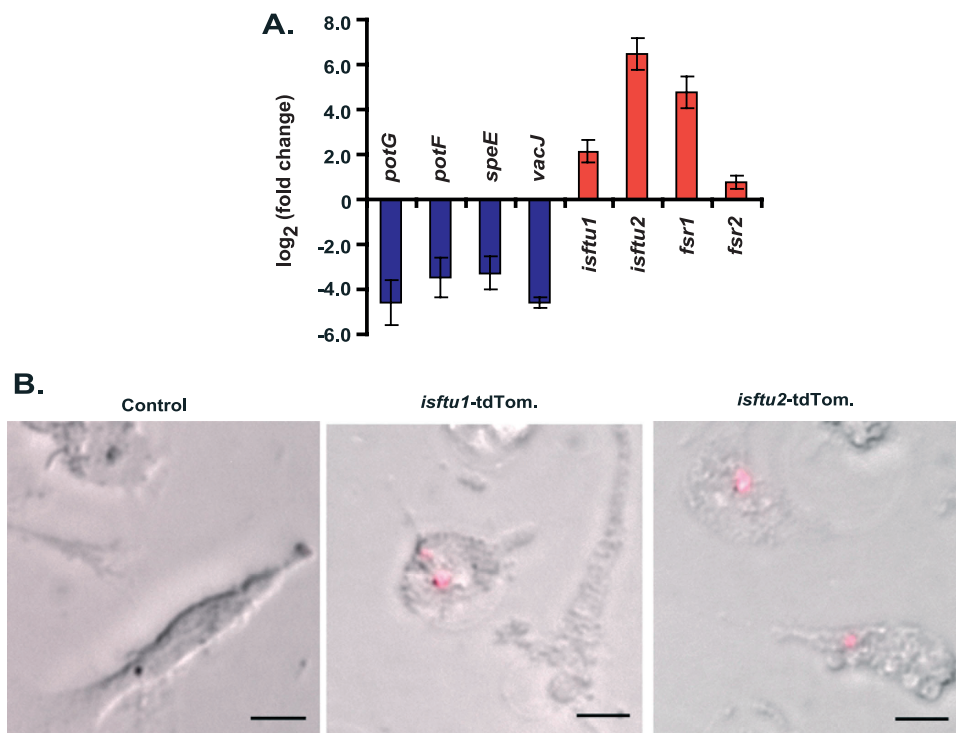 A.
8.0
6.0
4.0
2.0
0
-2.0
-4.0
-6.0
log2 (fold change)
potG
potF
speE
vacJ
isftu1
isftu2
fsr1
fsr2
B.
Control
isftu1-tdTom.
isftu2-tdTom.